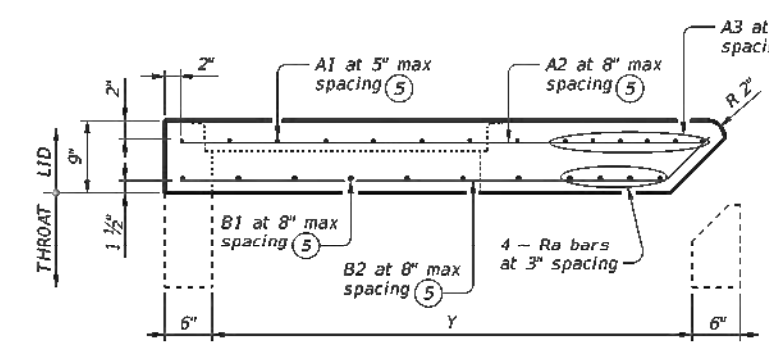 A3 at
spacin
2"
A1 at 5" max
spacing 5
A2 at 8" max
spacing 5
2"
R 2"
LID
9"
THROAT
1 ½"
B1 at 8" max
spacing 5
B2 at 8" max
spacing 5
4 - Ra bars
at 3" spacing
6"
Y
6"